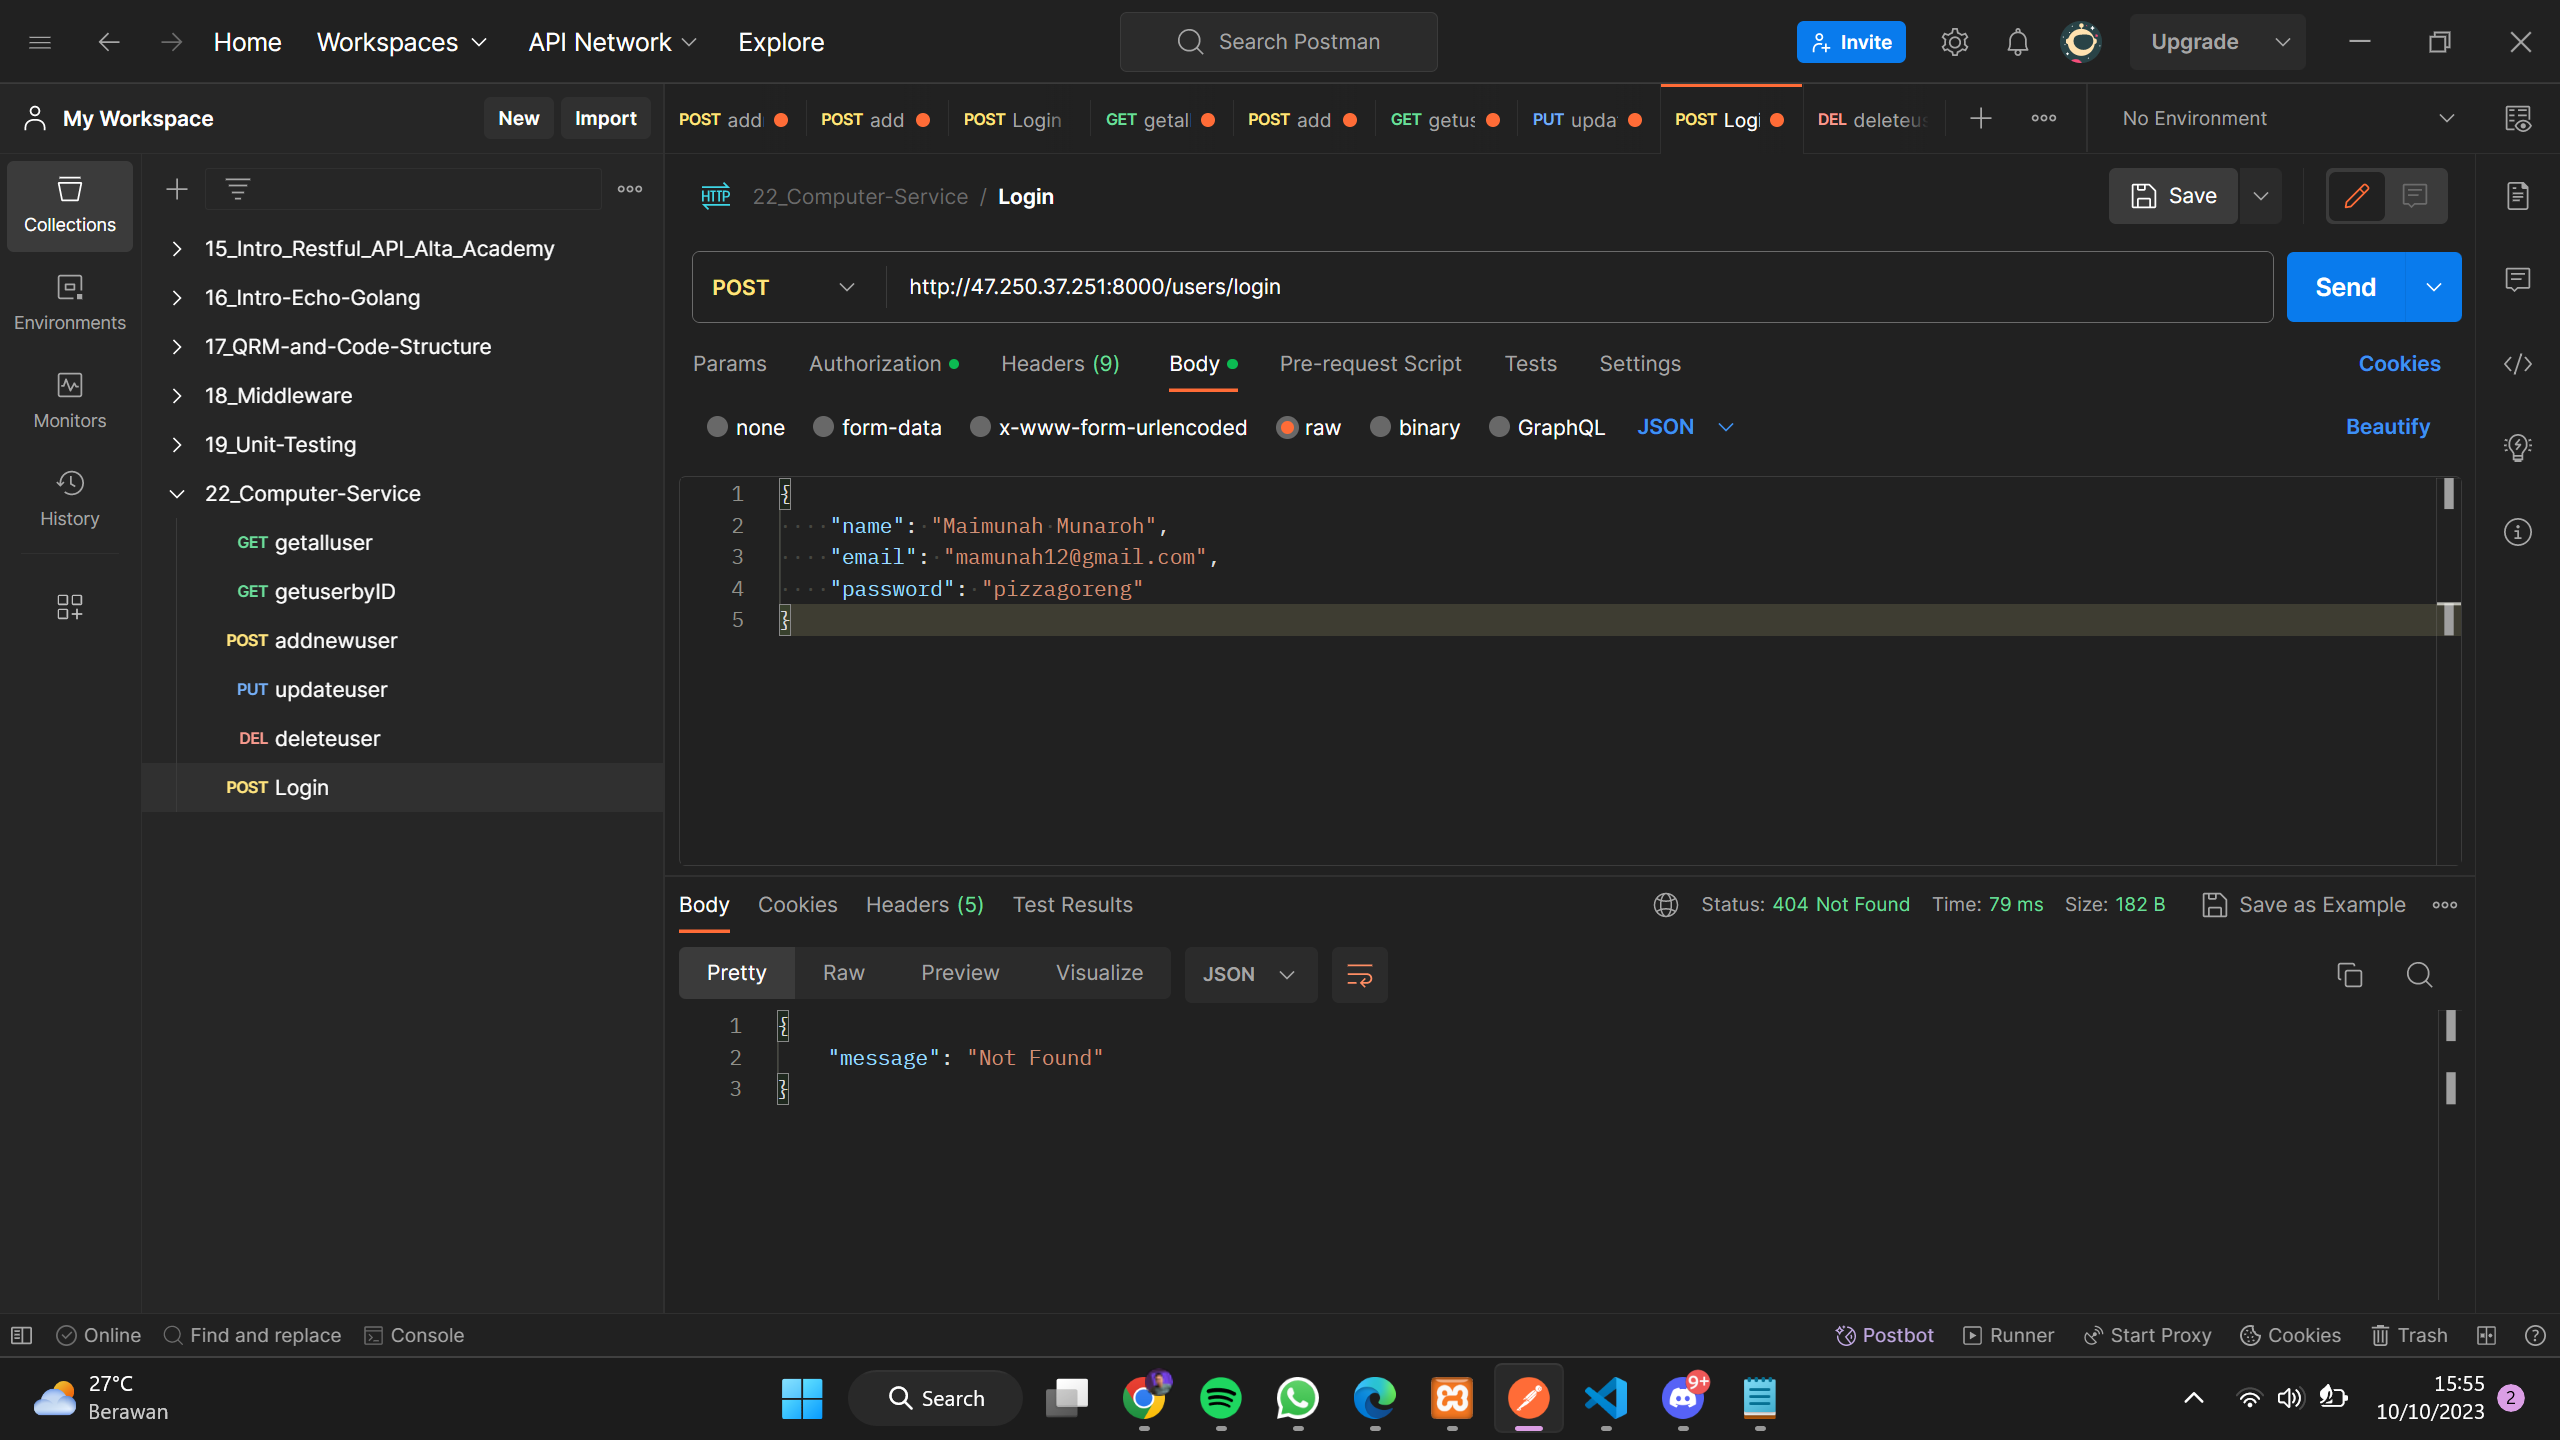 Home
Workspaces
API Network
Explore
Search Postman
Invite
Upgrade
My Workspace
New
Import
POST add
POST add
POST Login
GET getall
POST add
GET getus
PUT upda
POST Logi
DEL deleteus
No Environment
Collections
Environments
Monitors
History
15_Intro_Restful_API_Alta_Academy
16_Intro-Echo-Golang
17_QRM-and-Code-Structure
18_Middleware
19_Unit-Testing
22_Computer-Service
GET getalluser
GET getuserbyID
POST addnewuser
PUT updateuser
DEL deleteuser
POST Login
HTTP 22_Computer-Service / Login
Save
POST
http://47.250.37.251:8000/users/login
Send
Params
Authorization
Headers (9)
Body
Pre-request Script
Tests
Settings
Cookies
none
form-data
x-www-form-urlencoded
raw
binary
GraphQL
JSON
Beautify
1 {
2 "name": "Maimunah Munaroh",
3 "email": "mamunah12@gmail.com",
4 "password": "pizzagoreng"
5 }
Body
Cookies
Headers (5)
Test Results
Status: 404 Not Found
Time: 79 ms
Size: 182 B
Save as Example
Pretty
Raw
Preview
Visualize
JSON
1 {
2 "message": "Not Found"
3 }
Online
Find and replace
Console
Postbot
Runner
Start Proxy
Cookies
Trash
27°C
Berawan
Search
9+
15:55
10/10/2023
2